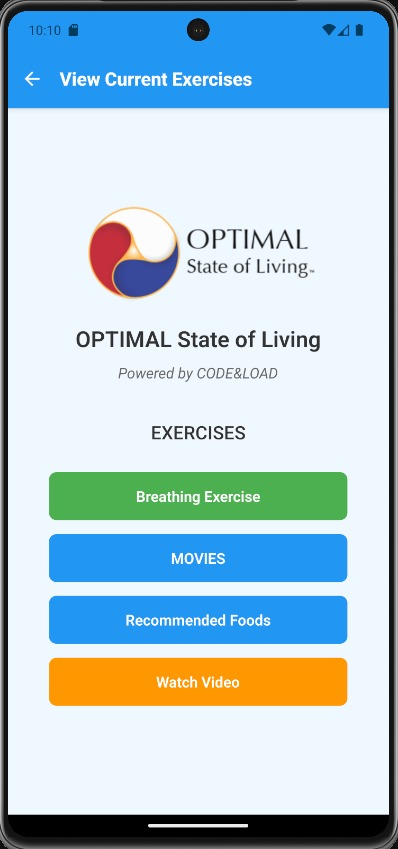 10:10
View Current Exercises
OPTIMAL
State of Living™
OPTIMAL State of Living
Powered by CODE&LOAD
EXERCISES
Breathing Exercise
MOVIES
Recommended Foods
Watch Video